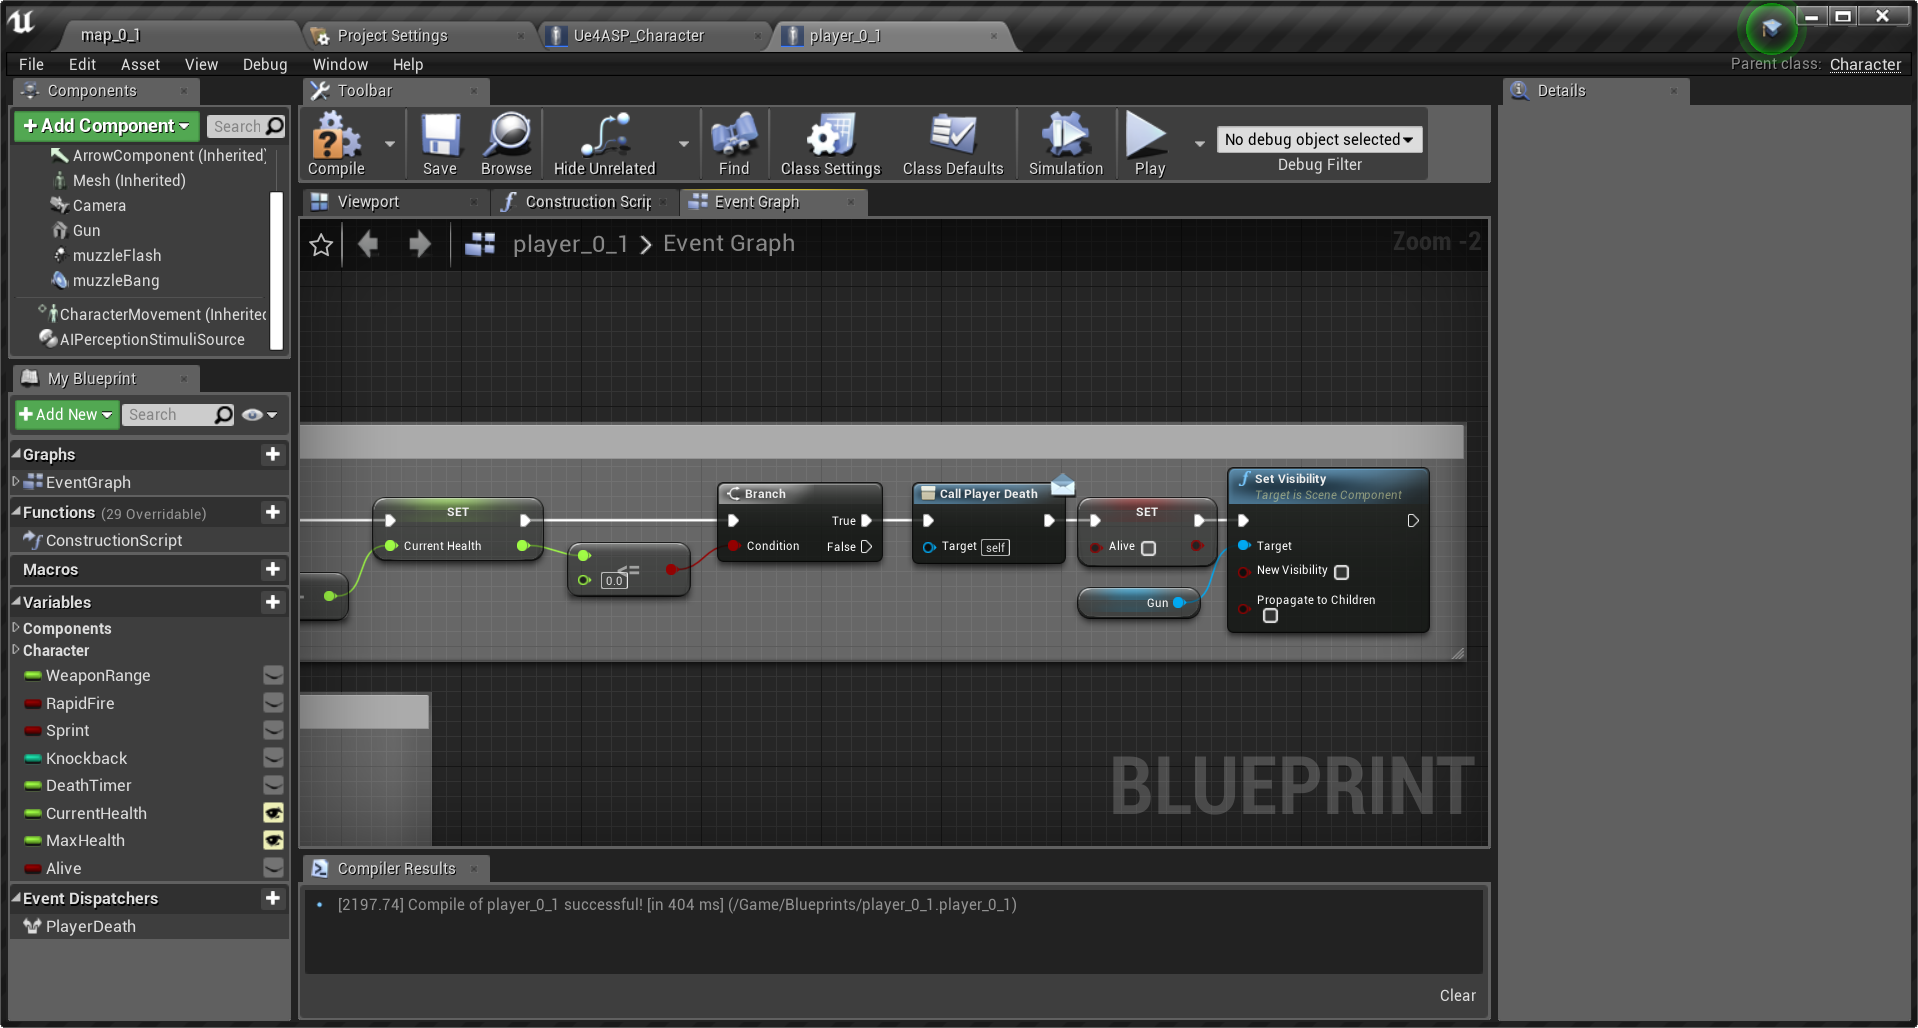 map_0_1
Project Settings
Ue4ASP_Character
player_0_1
File Edit Asset View Debug Window Help
Parent class: Character
Components
Toolbar
Details
Add Component
Search
ArrowComponent (Inherited)
Mesh (Inherited)
Camera
Gun
muzzleFlash
muzzleBang
CharacterMovement (Inherited
AIPerceptionStimuliSource
Compile
Save
Browse
Hide Unrelated
Find
Class Settings
Class Defaults
Simulation
Play
No debug object selected
Debug Filter
Viewport
Construction Scrip
Event Graph
player_0_1 > Event Graph
Zoom -2
My Blueprint
Add New
Search
Graphs
EventGraph
Functions (29 Overridable)
ConstructionScript
Macros
Variables
Components
Character
WeaponRange
RapidFire
Sprint
Knockback
DeathTimer
CurrentHealth
MaxHealth
Alive
Event Dispatchers
PlayerDeath
SET
Current Health
<=
0.0
Branch
True
Condition
False
Call Player Death
Target self
SET
Alive
Gun
Set Visibility
Target is Scene Component
Target
New Visibility
Propagate to Children
BLUEPRINT
Compiler Results
[2197.74] Compile of player_0_1 successful! [in 404 ms] (/Game/Blueprints/player_0_1.player_0_1)
Clear